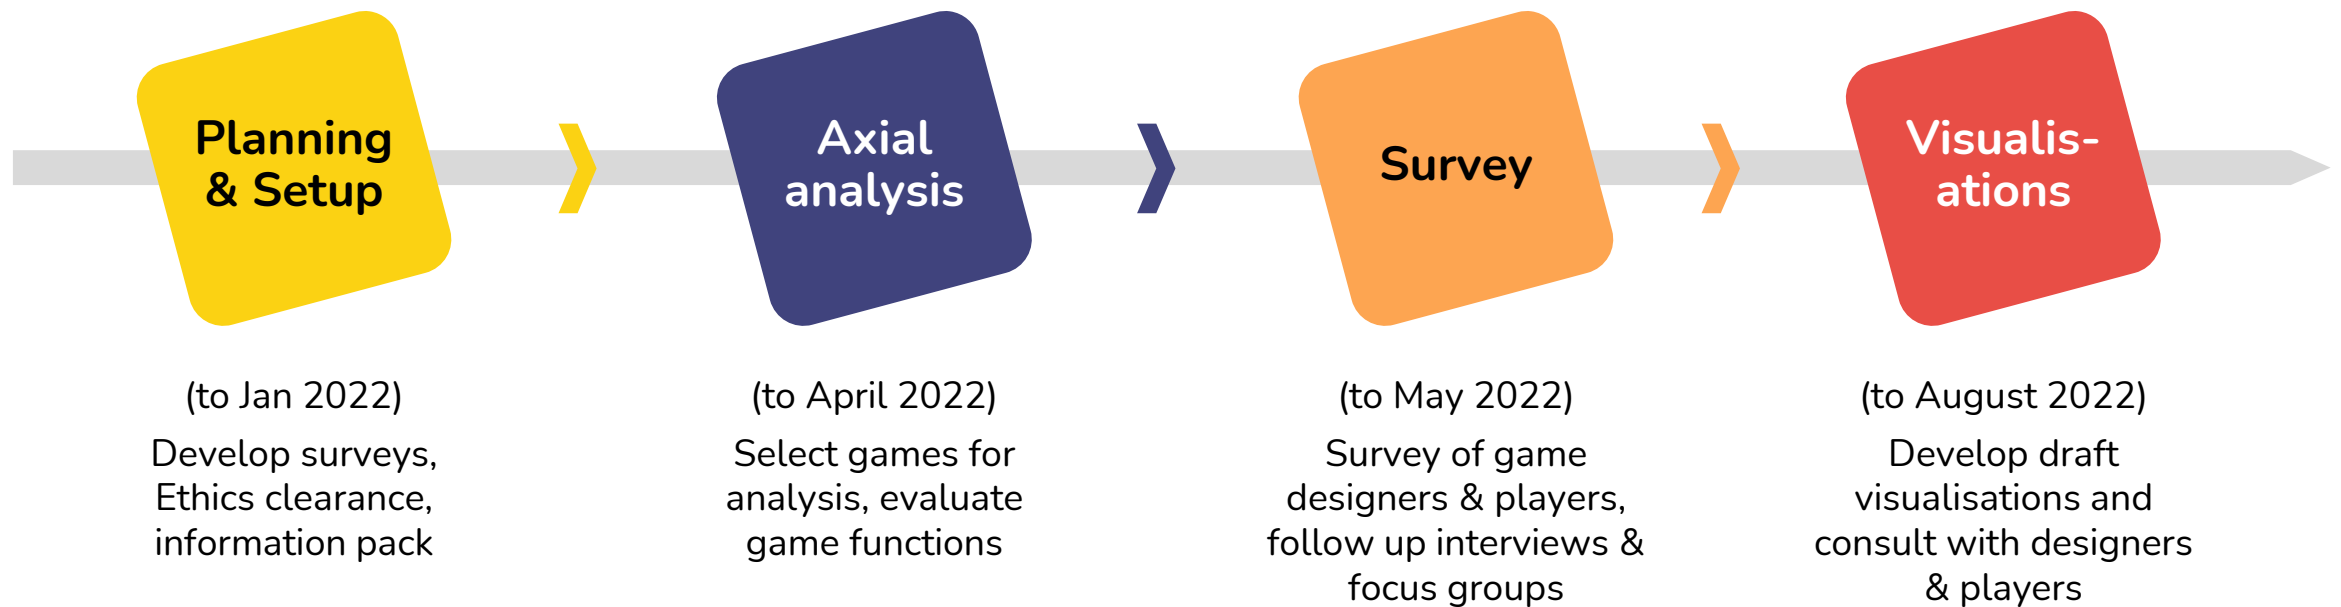 Planning
& Setup
(to Jan 2022)
Develop surveys,
Ethics clearance,
information pack
Axial
analysis
(to April 2022)
Select games for
analysis, evaluate
game functions
Survey
(to May 2022)
Survey of game
designers & players,
follow up interviews &
focus groups
Visualis-
ations
(to August 2022)
Develop draft
visualisations and
consult with designers
& players